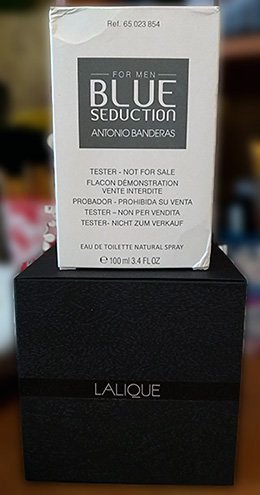 Ref. 65.023.854
FOR MEN
BLUE
SEDUCTION
ANTONIO BANDERAS
TESTER - NOT FOR SALE
FLACON DÉMONSTRATION
VENTE INTERDITE
PROBADOR - PROHIBIDA SU VENTA
TESTER – NON PER VENDITA
TESTER- NICHT ZUM VERKAUF
EAU DE TOILETTE NATURAL SPRAY
℮ 100 ml 3.4 FL.OZ
LALIQUE